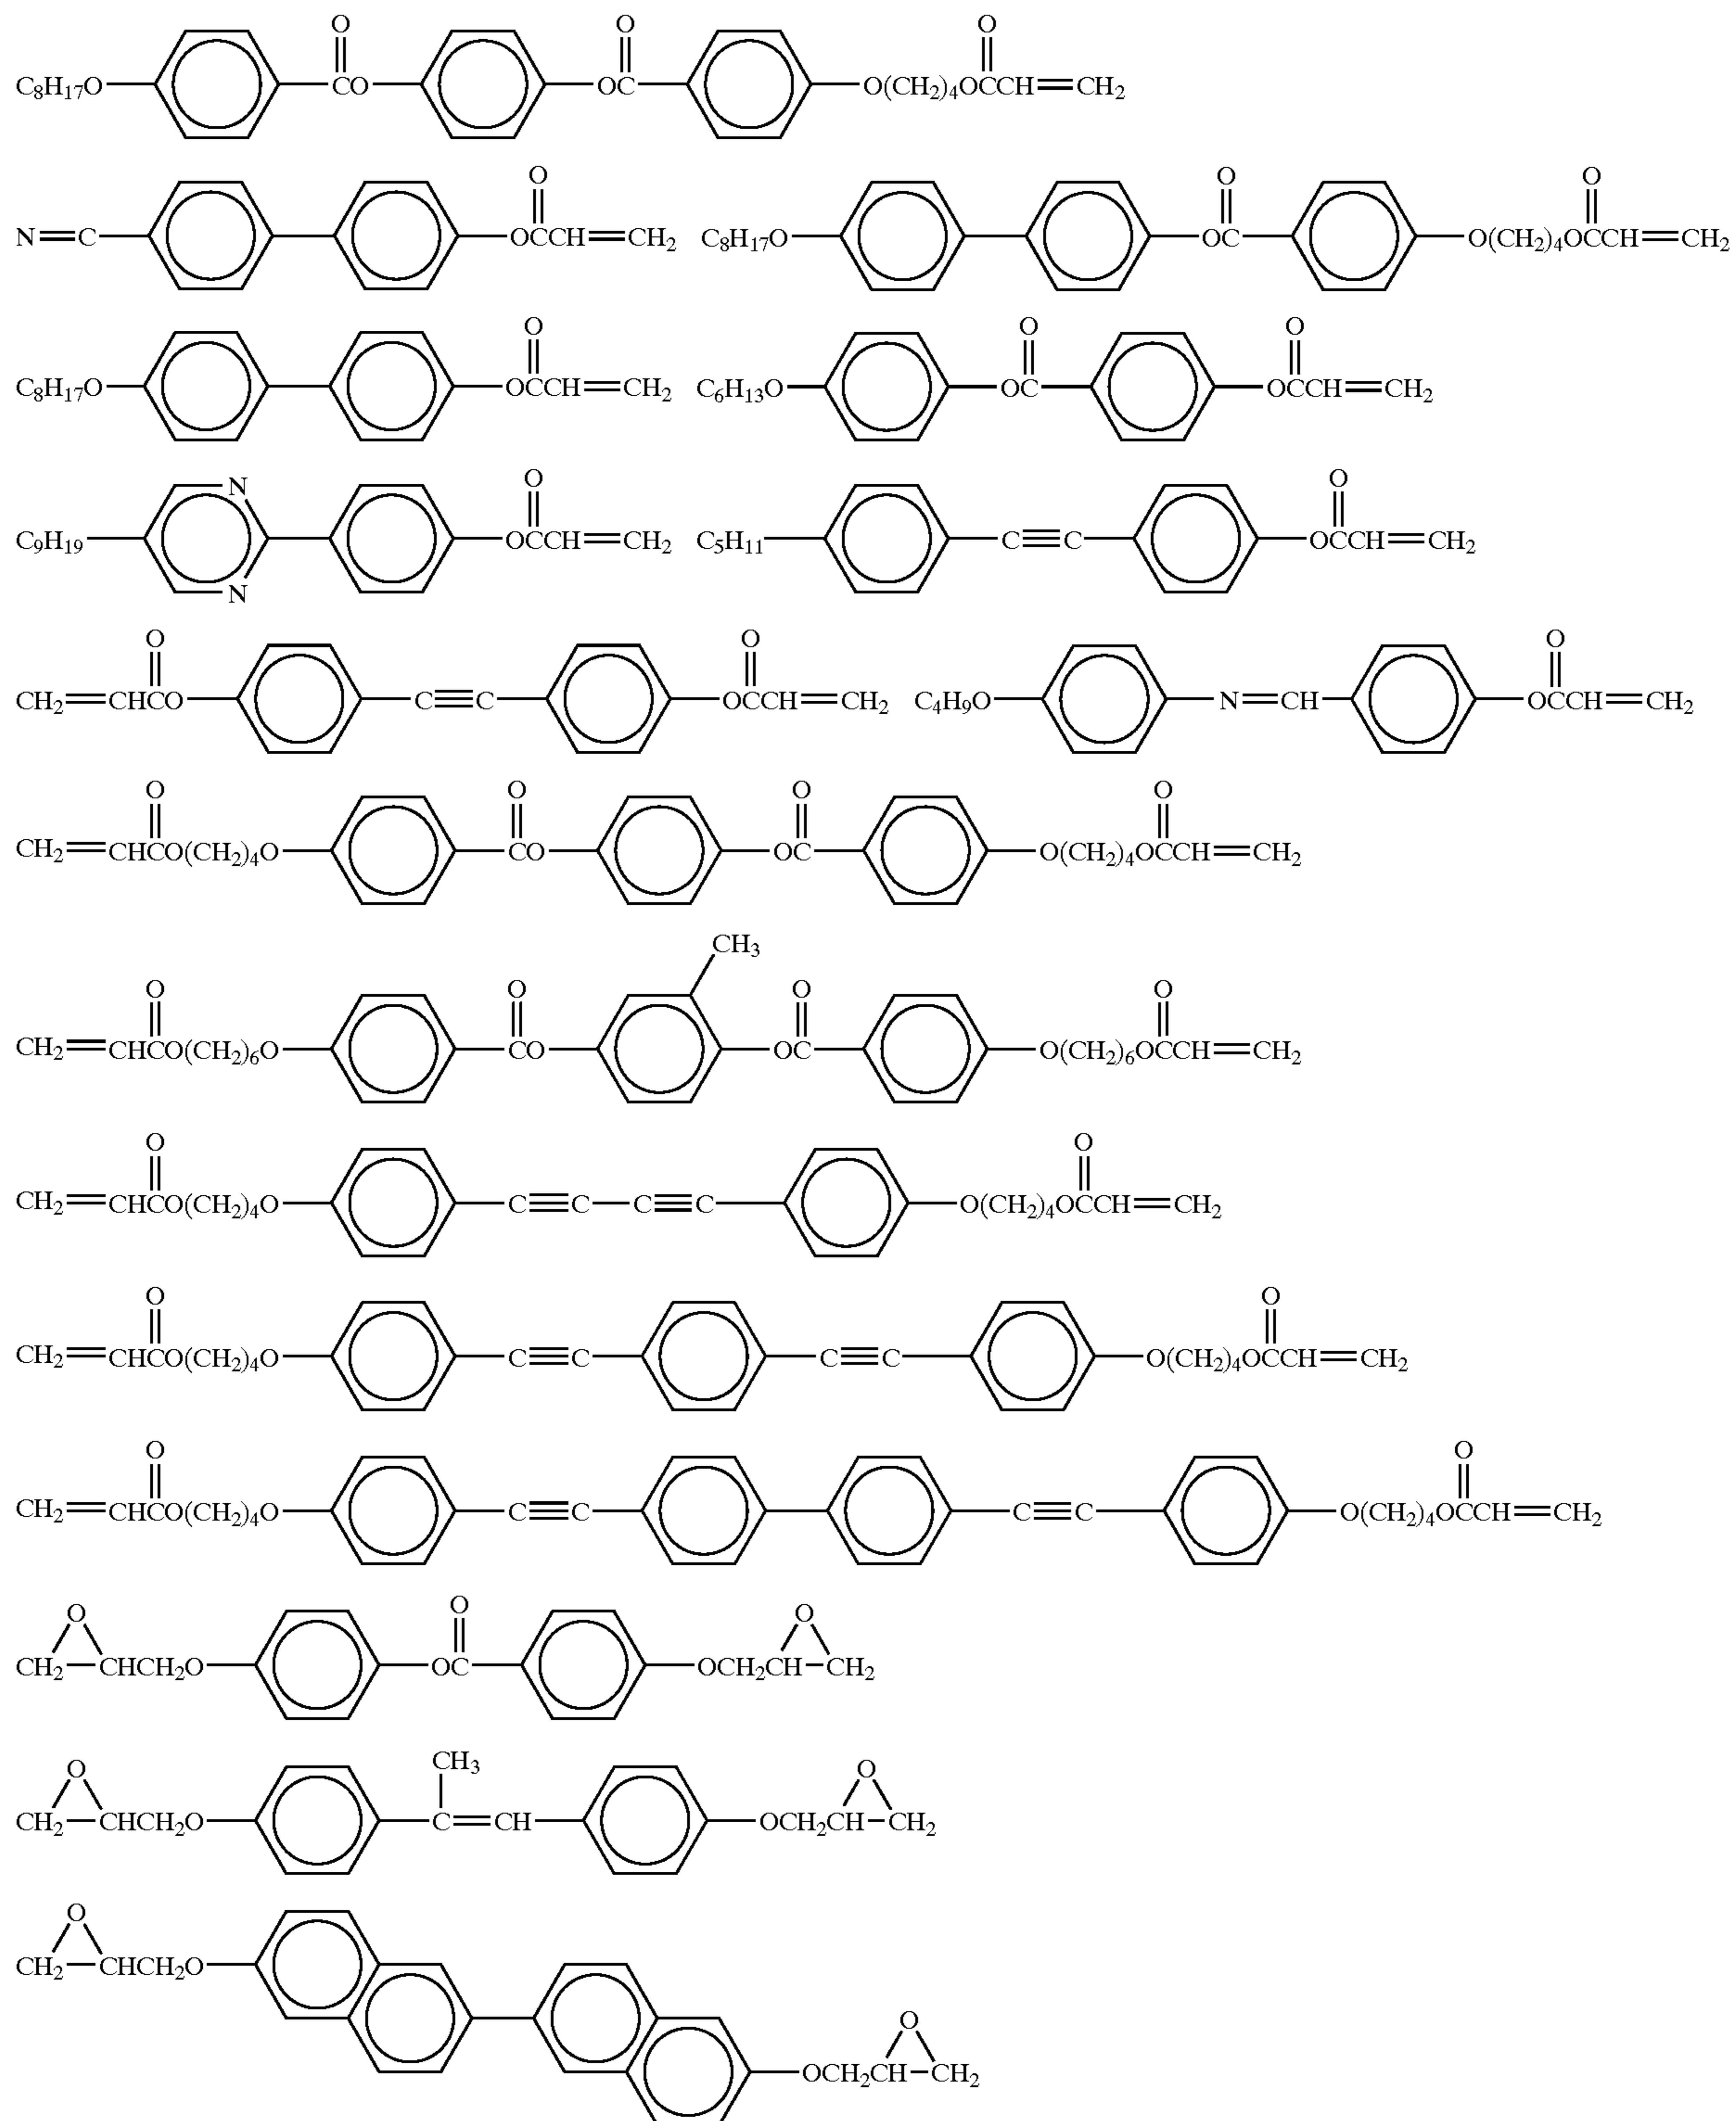 O O O
C8H17O CO OC O(CH2)4OCCH=CH2
O O O
N=C OCCH=CH2 C8H17O OC O(CH2)4OCCH=CH2
O O O
C8H17O OCCH=CH2 C6H13O OC OCCH=CH2
N O O
C9H19 OCCH=CH2 C5H11 C≡C OCCH=CH2
N
O O O
CH2=CHCO C≡C OCCH=CH2 C4H9O N=CH OCCH=CH2
O O O O
CH2=CHCO(CH2)4O CO OC O(CH2)4OCCH=CH2
CH3
O O O O
CH2=CHCO(CH2)6O CO OC O(CH2)6OCCH=CH2
O O
CH2=CHCO(CH2)4O C≡C C≡C O(CH2)4OCCH=CH2
O O
CH2=CHCO(CH2)4O C≡C C≡C O(CH2)4OCCH=CH2
O O
CH2=CHCO(CH2)4O C≡C C≡C O(CH2)4OCCH=CH2
O O O
CH2-CHCH2O OC OCH2CH-CH2
CH3
O O
CH2-CHCH2O C=CH OCH2CH-CH2
O
CH2-CHCH2O
O
OCH2CH-CH2